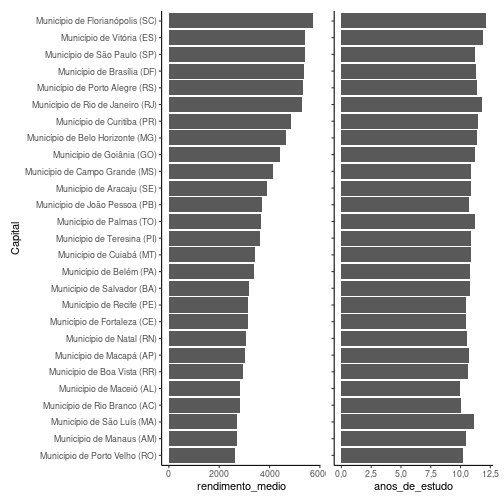 Município de Florianópolis (SC)
Município de Vitória (ES)
Município de São Paulo (SP)
Município de Brasília (DF)
Município de Porto Alegre (RS)
Município de Rio de Janeiro (RJ)
Município de Curitiba (PR)
Município de Belo Horizonte (MG)
Município de Goiânia (GO)
Município de Campo Grande (MS)
Município de Aracaju (SE)
Município de João Pessoa (PB)
Município de Palmas (TO)
Município de Teresina (PI)
Município de Cuiabá (MT)
Município de Belém (PA)
Município de Salvador (BA)
Município de Recife (PE)
Município de Fortaleza (CE)
Município de Natal (RN)
Município de Macapá (AP)
Município de Boa Vista (RR)
Município de Maceió (AL)
Município de Rio Branco (AC)
Município de São Luís (MA)
Município de Manaus (AM)
Município de Porto Velho (RO)
Capital
0 2000 4000 6000
rendimento_medio
0,0 2,5 5,0 7,5 10,0 12,5
anos_de_estudo